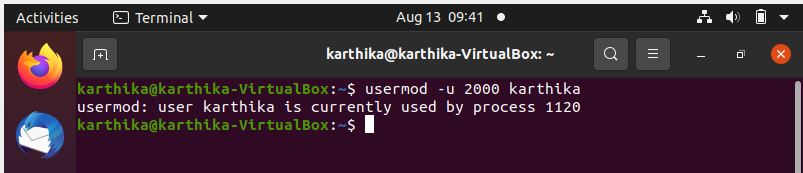 Activities Terminal Aug 13 09:41
karthika@karthika-VirtualBox: ~
karthika@karthika-VirtualBox:~$ usermod -u 2000 karthika
usermod: user karthika is currently used by process 1120
karthika@karthika-VirtualBox:~$